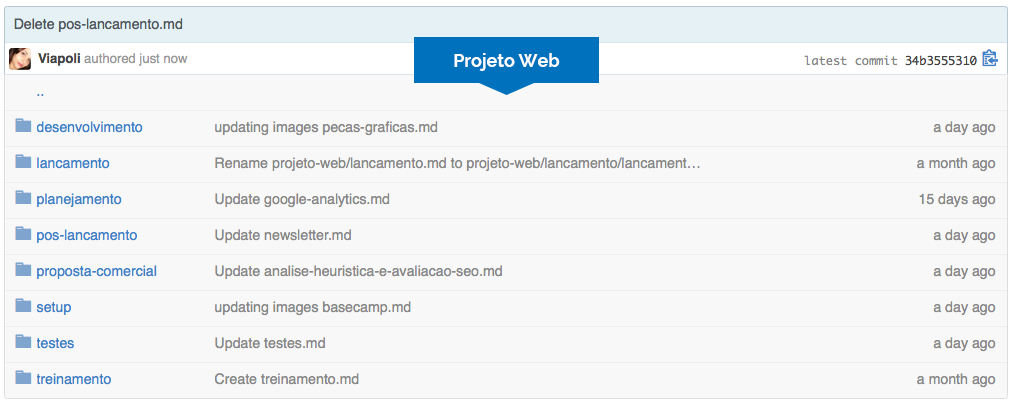 Delete pos-lancamento.md
Viapoli authored just now
Projeto Web
latest commit 34b3555310
..
desenvolvimento updating images pecas-graficas.md a day ago
lancamento Rename projeto-web/lancamento.md to projeto-web/lancamento/lancament… a month ago
planejamento Update google-analytics.md 15 days ago
pos-lancamento Update newsletter.md a day ago
proposta-comercial Update analise-heuristica-e-avaliacao-seo.md a day ago
setup updating images basecamp.md a day ago
testes Update testes.md a day ago
treinamento Create treinamento.md a month ago